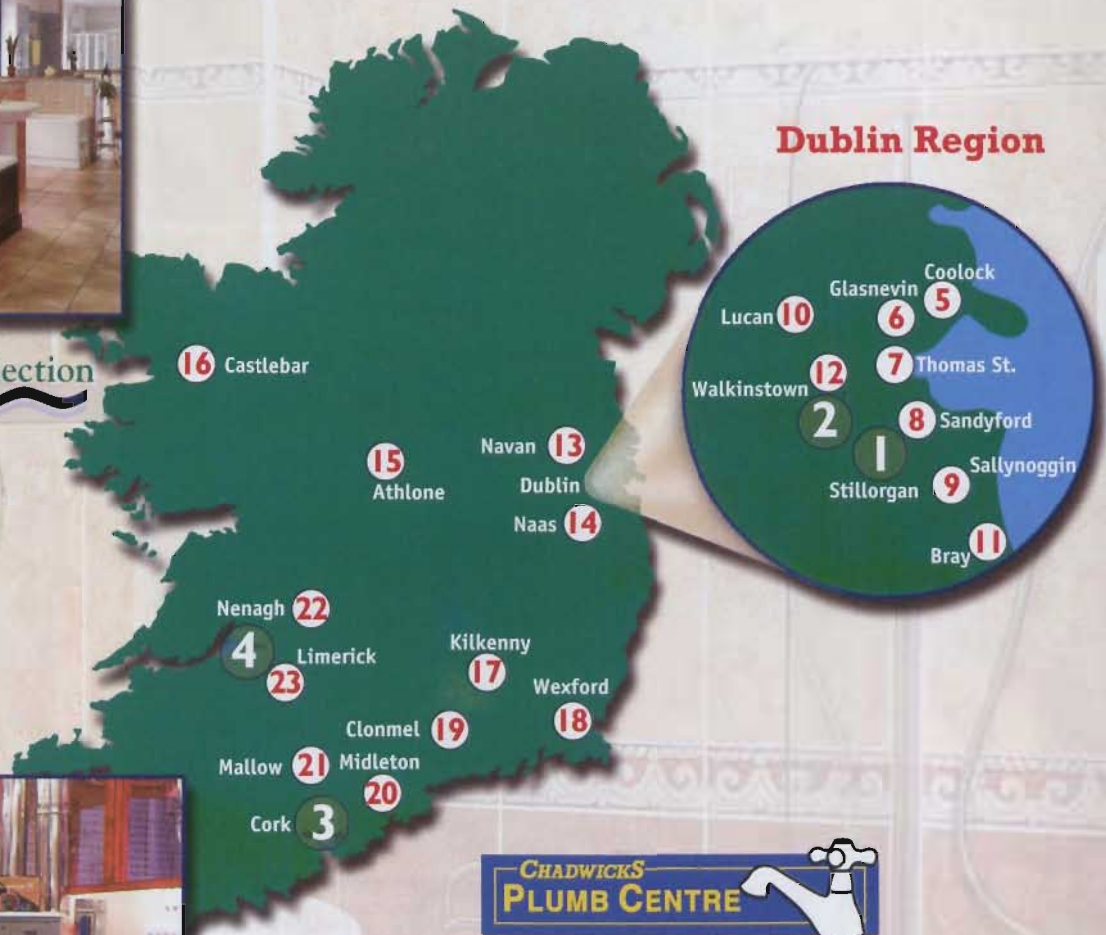 Dublin Region
Coolock
5
Glasnevin
6
Lucan 10
7 Thomas St.
12
Walkinstown
2
8 Sandyford
1
Stillorgan
Sallynoggin
9
Bray 11
ection
16 Castlebar
15
Athlone
Navan 13
Dublin
Naas 14
Nenagh 22
4
Limerick
23
Kilkenny
17
Wexford
18
Clonmel 19
Mallow 21
Midleton
20
Cork 3
CHADWICKS
PLUMB CENTRE